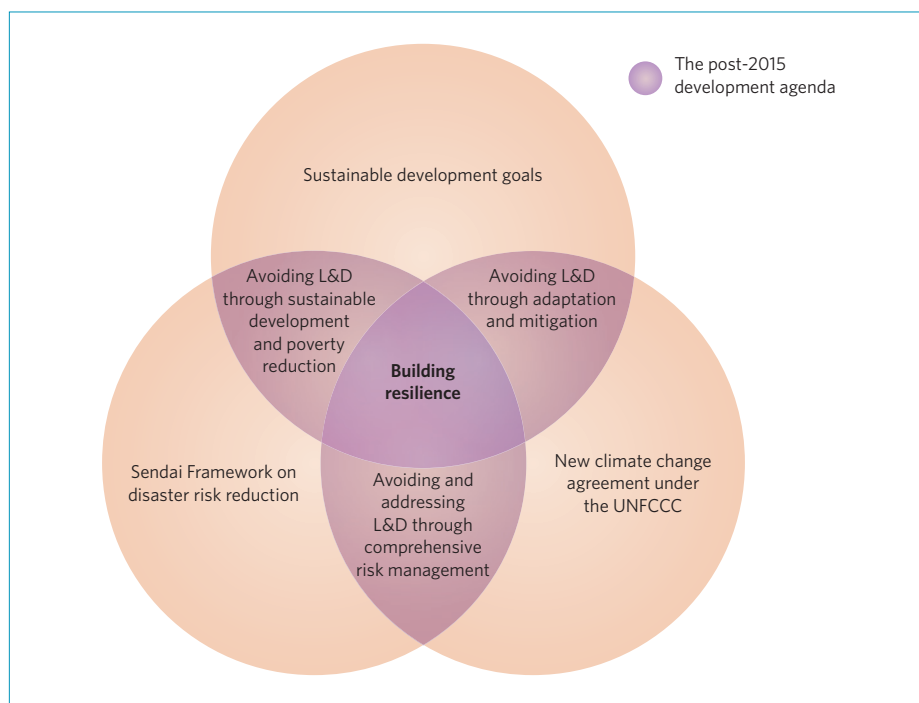 The post-2015
development agenda
Sustainable development goals
Avoiding L&D
through sustainable
development
and poverty
reduction
Avoiding L&D
through adaptation
and mitigation
Building
resilience
Sendai Framework on
disaster risk reduction
New climate change
agreement under
the UNFCCC
Avoiding and
addressing
L&D through
comprehensive
risk management